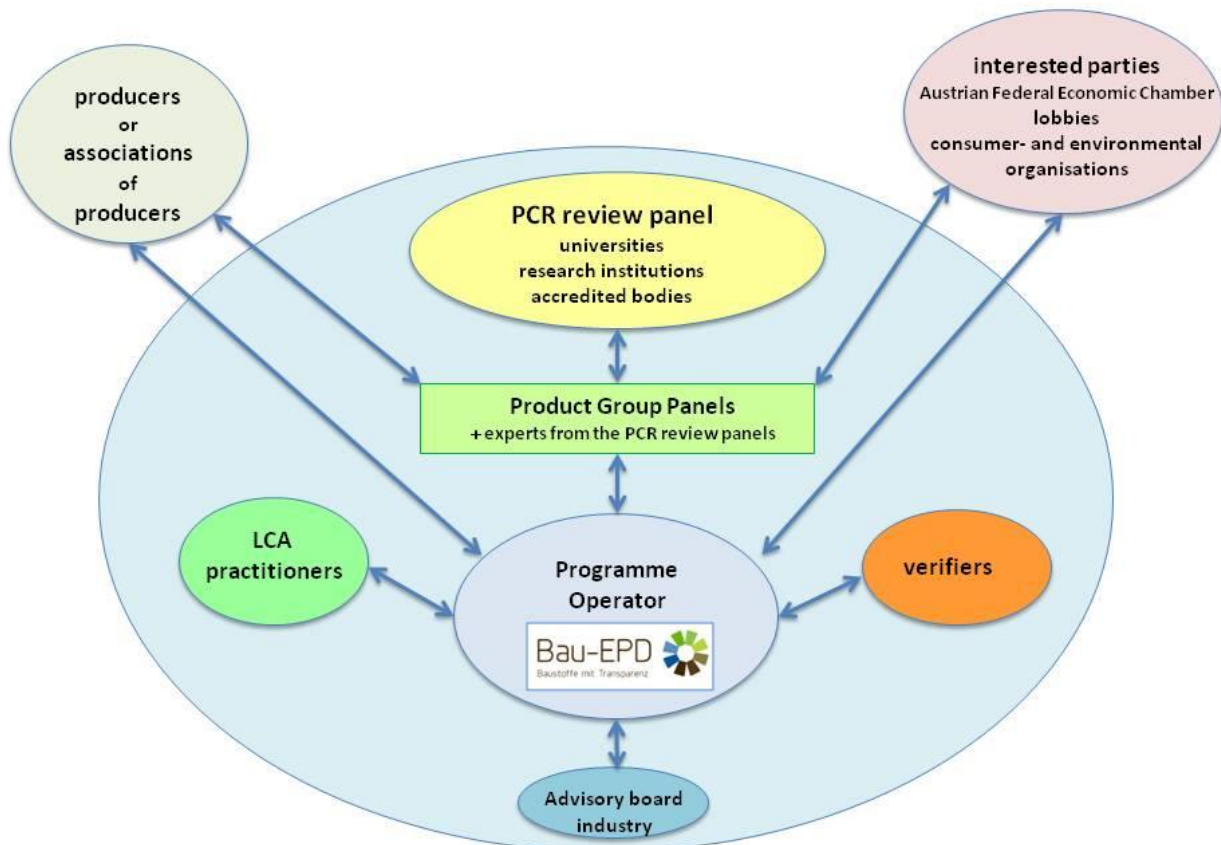 producers
or
associations
of
producers
interested parties
Austrian Federal Economic Chamber
lobbies
consumer- and environmental
organisations
PCR review panel
universities
research institutions
accredited bodies
Product Group Panels
+ experts from the PCR review panels
LCA
practitioners
Programme
Operator
Bau-EPD
Baustoffe mit Transparenz
verifiers
Advisory board
industry